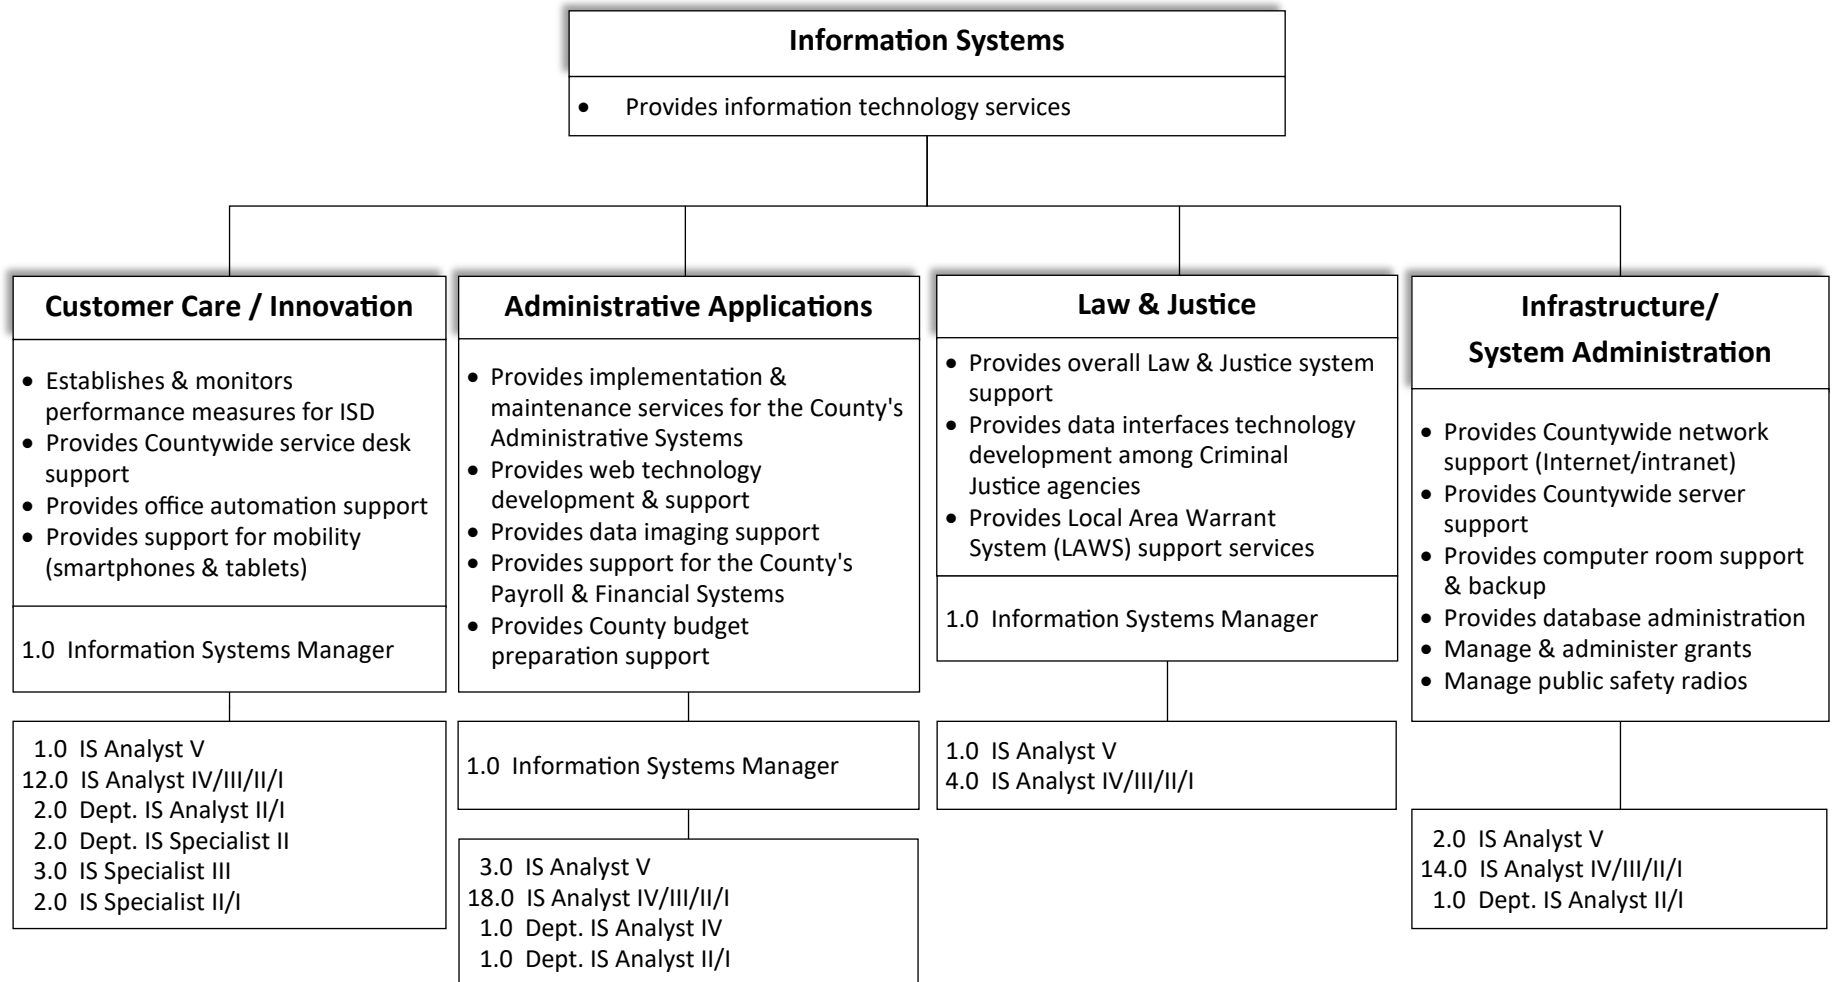 Information Systems
• Provides information technology services
Customer Care / Innovation
• Establishes & monitors
performance measures for ISD
• Provides Countywide service desk
support
• Provides office automation support
• Provides support for mobility
(smartphones & tablets)
1.0 Information Systems Manager
1.0 IS Analyst V
12.0 IS Analyst IV/III/II/I
2.0 Dept. IS Analyst II/I
2.0 Dept. IS Specialist II
3.0 IS Specialist III
2.0 IS Specialist II/I
Administrative Applications
• Provides implementation &
maintenance services for the County's
Administrative Systems
• Provides web technology
development & support
• Provides data imaging support
• Provides support for the County's
Payroll & Financial Systems
• Provides County budget
preparation support
1.0 Information Systems Manager
3.0 IS Analyst V
18.0 IS Analyst IV/III/II/I
1.0 Dept. IS Analyst IV
1.0 Dept. IS Analyst II/I
Law & Justice
• Provides overall Law & Justice system
support
• Provides data interfaces technology
development among Criminal
Justice agencies
• Provides Local Area Warrant
System (LAWS) support services
1.0 Information Systems Manager
1.0 IS Analyst V
4.0 IS Analyst IV/III/II/I
Infrastructure/
System Administration
• Provides Countywide network
support (Internet/intranet)
• Provides Countywide server
support
• Provides computer room support
& backup
• Provides database administration
• Manage & administer grants
• Manage public safety radios
2.0 IS Analyst V
14.0 IS Analyst IV/III/II/I
1.0 Dept. IS Analyst II/I